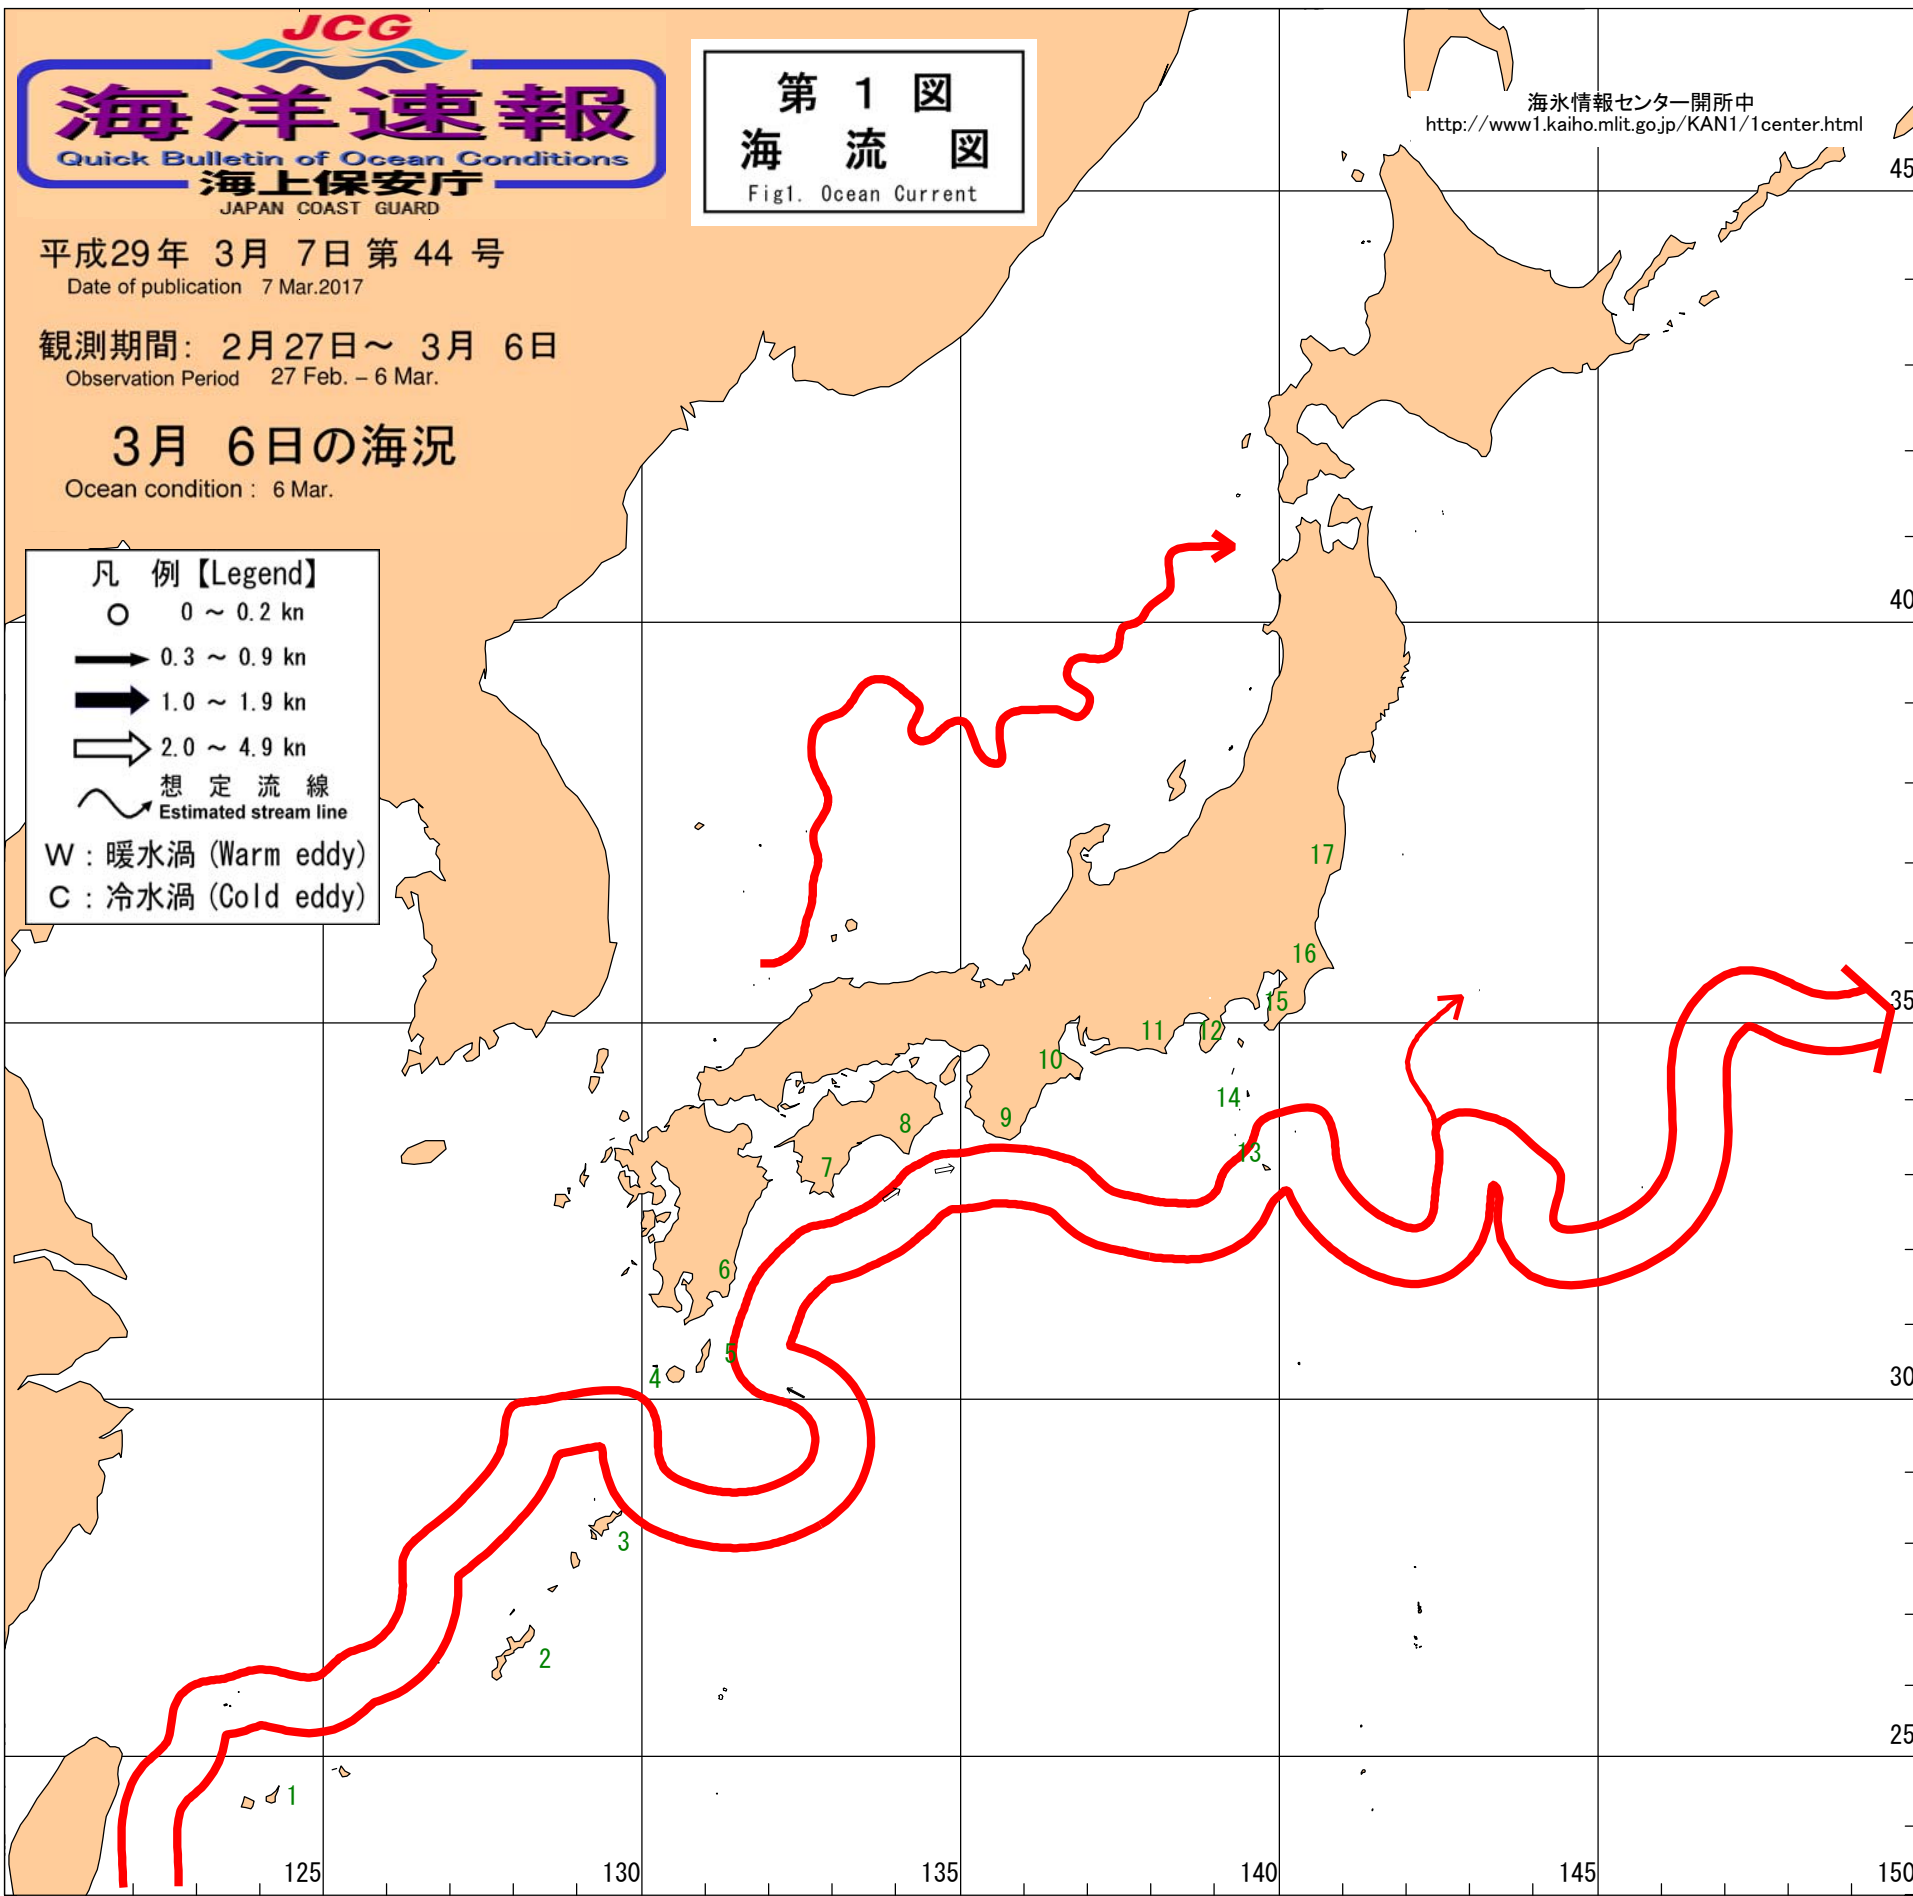 JCG
海洋速報
Quick Bulletin of Ocean Conditions
海上保安庁
JAPAN COAST GUARD
平成29年 3月 7日 第 44 号
Date of publication 7 Mar.2017
観測期間: 2月27日～ 3月 6日
Observation Period 27 Feb. – 6 Mar.
3月 6日の海況
Ocean condition : 6 Mar.
第 1 図
海 流 図
Fig1. Ocean Current
海氷情報センター開所中
http://www1.kaiho.mlit.go.jp/KAN1/1center.html
凡 例【Legend】
0 ～ 0.2 kn
0.3 ～ 0.9 kn
1.0 ～ 1.9 kn
2.0 ～ 4.9 kn
想 定 流 線
Estimated stream line
W : 暖水渦 (Warm eddy)
C : 冷水渦 (Cold eddy)
45
40
35
30
25
17
16
15
12
11
10
14
9
8
13
7
6
5
4
3
2
1
125
130
135
140
145
150